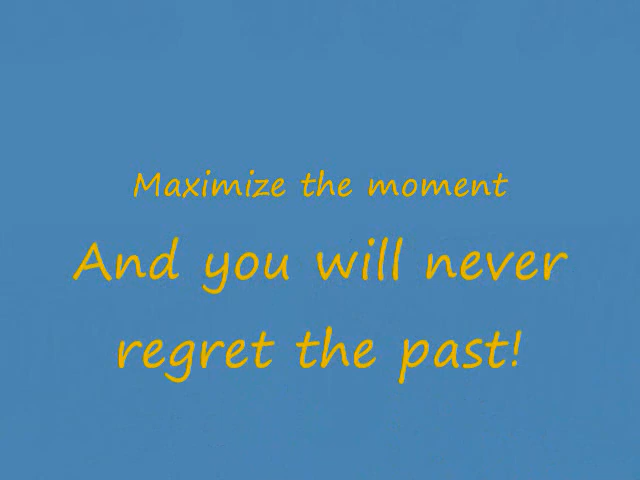 Maximize the moment
And you will never
regret the past!